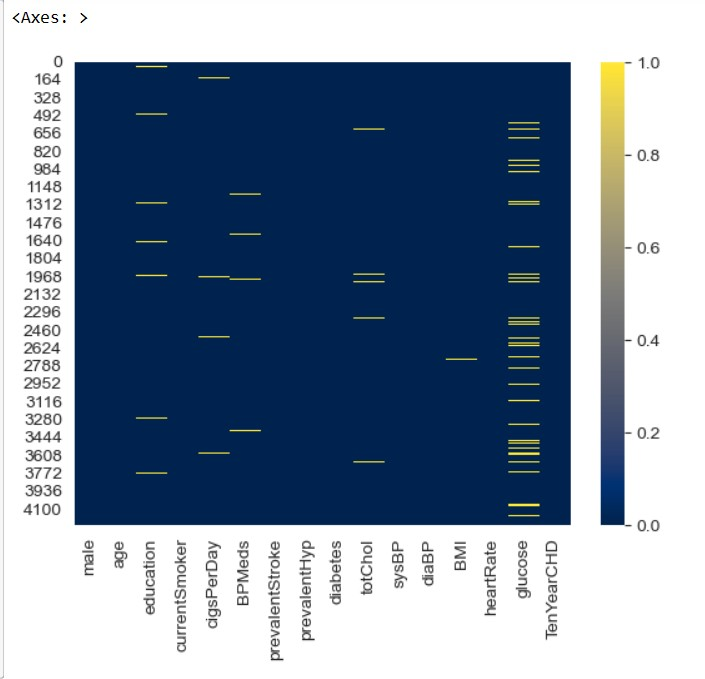 <Axes: >
0
164
328
492
656
820
984
1148
1312
1476
1640
1804
1968
2132
2296
2460
2624
2788
2952
3116
3280
3444
3608
3772
3936
4100
1.0
0.8
0.6
0.4
0.2
0.0
male
age
education
currentSmoker
cigsPerDay
BPMeds
prevalentStroke
prevalentHyp
diabetes
totChol
sysBP
diaBP
BMI
heartRate
glucose
TenYearCHD